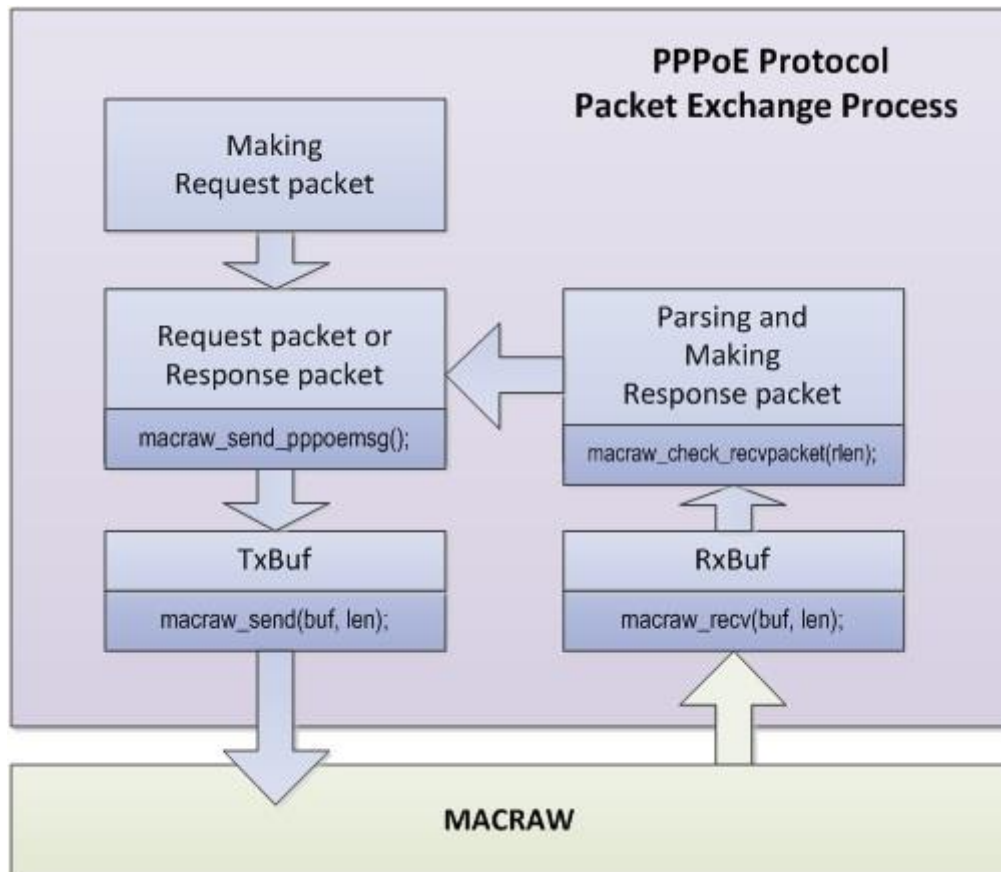 PPPoE Protocol
Packet Exchange Process
Making
Request packet
Request packet or
Response packet
macraw_send_pppoemsg();
Parsing and
Making
Response packet
macraw_check_recvpacket(rlen);
TxBuf
macraw_send(buf, len);
RxBuf
macraw_recv(buf, len);
MACRAW